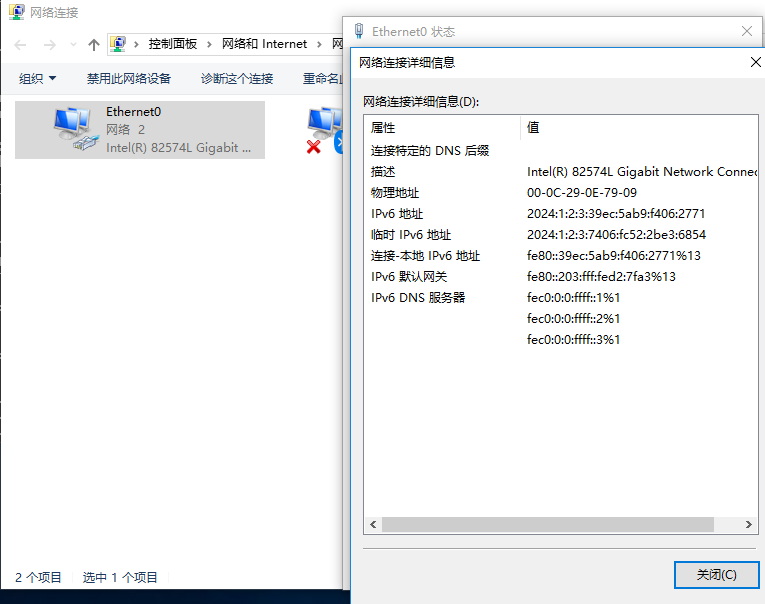 网络连接
控制面板 › 网络和 Internet › 网
组织 禁用此网络设备 诊断这个连接 重命名
Ethernet0
网络 2
Intel(R) 82574L Gigabit ...
2 个项目 选中 1 个项目
Ethernet0 状态
网络连接详细信息
网络连接详细信息(D):
属性 值
连接特定的 DNS 后缀
描述 Intel(R) 82574L Gigabit Network Connec
物理地址 00-0C-29-0E-79-09
IPv6 地址 2024:1:2:3:39ec:5ab9:f406:2771
临时 IPv6 地址 2024:1:2:3:7406:fc52:2be3:6854
连接-本地 IPv6 地址 fe80::39ec:5ab9:f406:2771%13
IPv6 默认网关 fe80::203:fff:fed2:7fa3%13
IPv6 DNS 服务器 fec0:0:0:ffff::1%1
fec0:0:0:ffff::2%1
fec0:0:0:ffff::3%1
关闭(C)